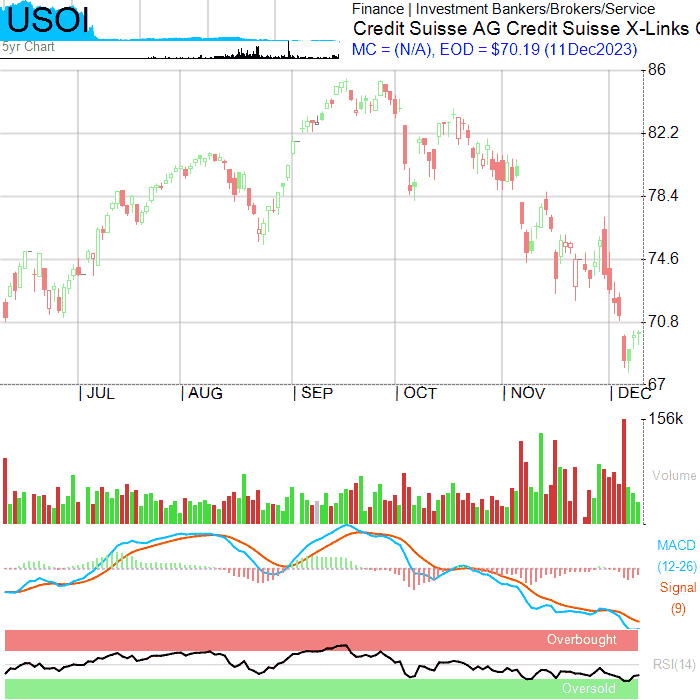 USOI
5yr Chart
Finance | Investment Bankers/Brokers/Service
Credit Suisse AG Credit Suisse X-Links
MC = (N/A), EOD = $70.19 (11Dec2023)
86
82.2
78.4
74.6
70.8
67
| JUL | AUG | SEP | OCT | NOV | DEC
156k
Volume
MACD
(12-26)
Signal
(9)
Overbought
RSI(14)
Oversold